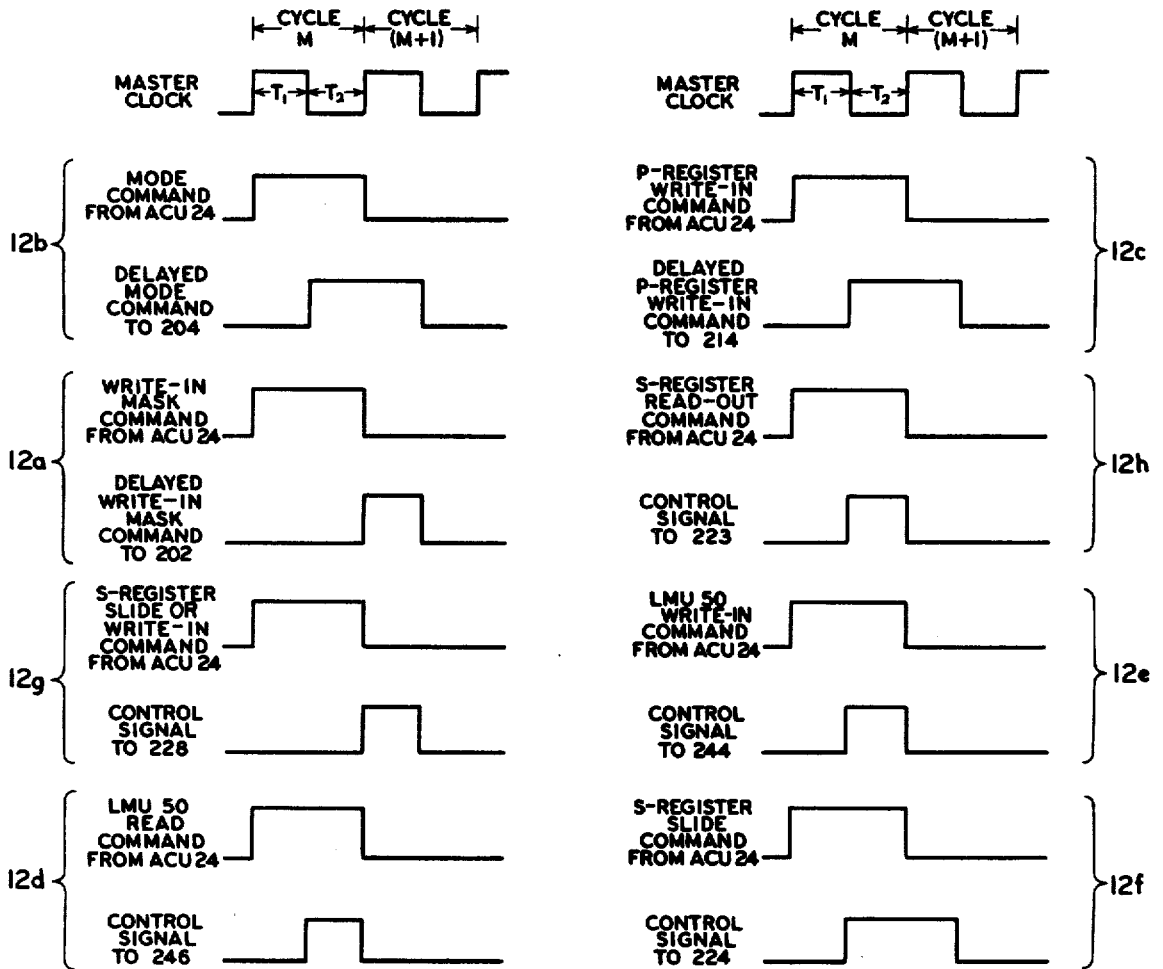 CYCLE
M
CYCLE
(M+1)
MASTER
CLOCK
T1
T2
12b
MODE
COMMAND
FROM ACU 24
DELAYED
MODE
COMMAND
TO 204
12a
WRITE-IN
MASK
COMMAND
FROM ACU 24
DELAYED
WRITE-IN
MASK
COMMAND
TO 202
12g
S-REGISTER
SLIDE OR
WRITE-IN
COMMAND
FROM ACU 24
CONTROL
SIGNAL
TO 228
12d
LMU 50
READ
COMMAND
FROM ACU 24
CONTROL
SIGNAL
TO 246
CYCLE
M
CYCLE
(M+1)
MASTER
CLOCK
T1
T2
P-REGISTER
WRITE-IN
COMMAND
FROM ACU 24
12c
DELAYED
P-REGISTER
WRITE-IN
COMMAND
TO 214
S-REGISTER
READ-OUT
COMMAND
FROM ACU 24
12h
CONTROL
SIGNAL
TO 223
LMU 50
WRITE-IN
COMMAND
FROM ACU 24
12e
CONTROL
SIGNAL
TO 244
S-REGISTER
SLIDE
COMMAND
FROM ACU 24
12f
CONTROL
SIGNAL
TO 224